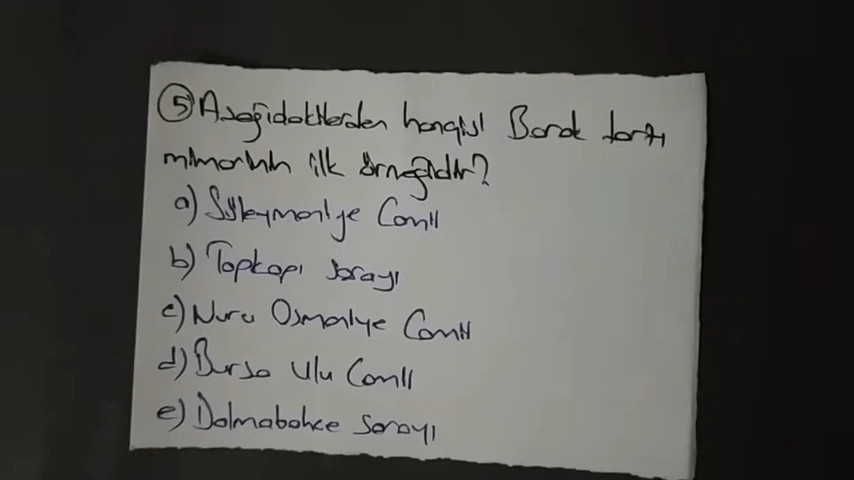 5 Aşağidakilerden hangisi Barok tarzı
mimarinin ilk örneğidir?
a) Süleymaniye Camii
b) Topkapı sarayı
c) Nuru Osmaniye Camii
d) Bursa Ulu Camii
e) Dolmabahçe sarayı